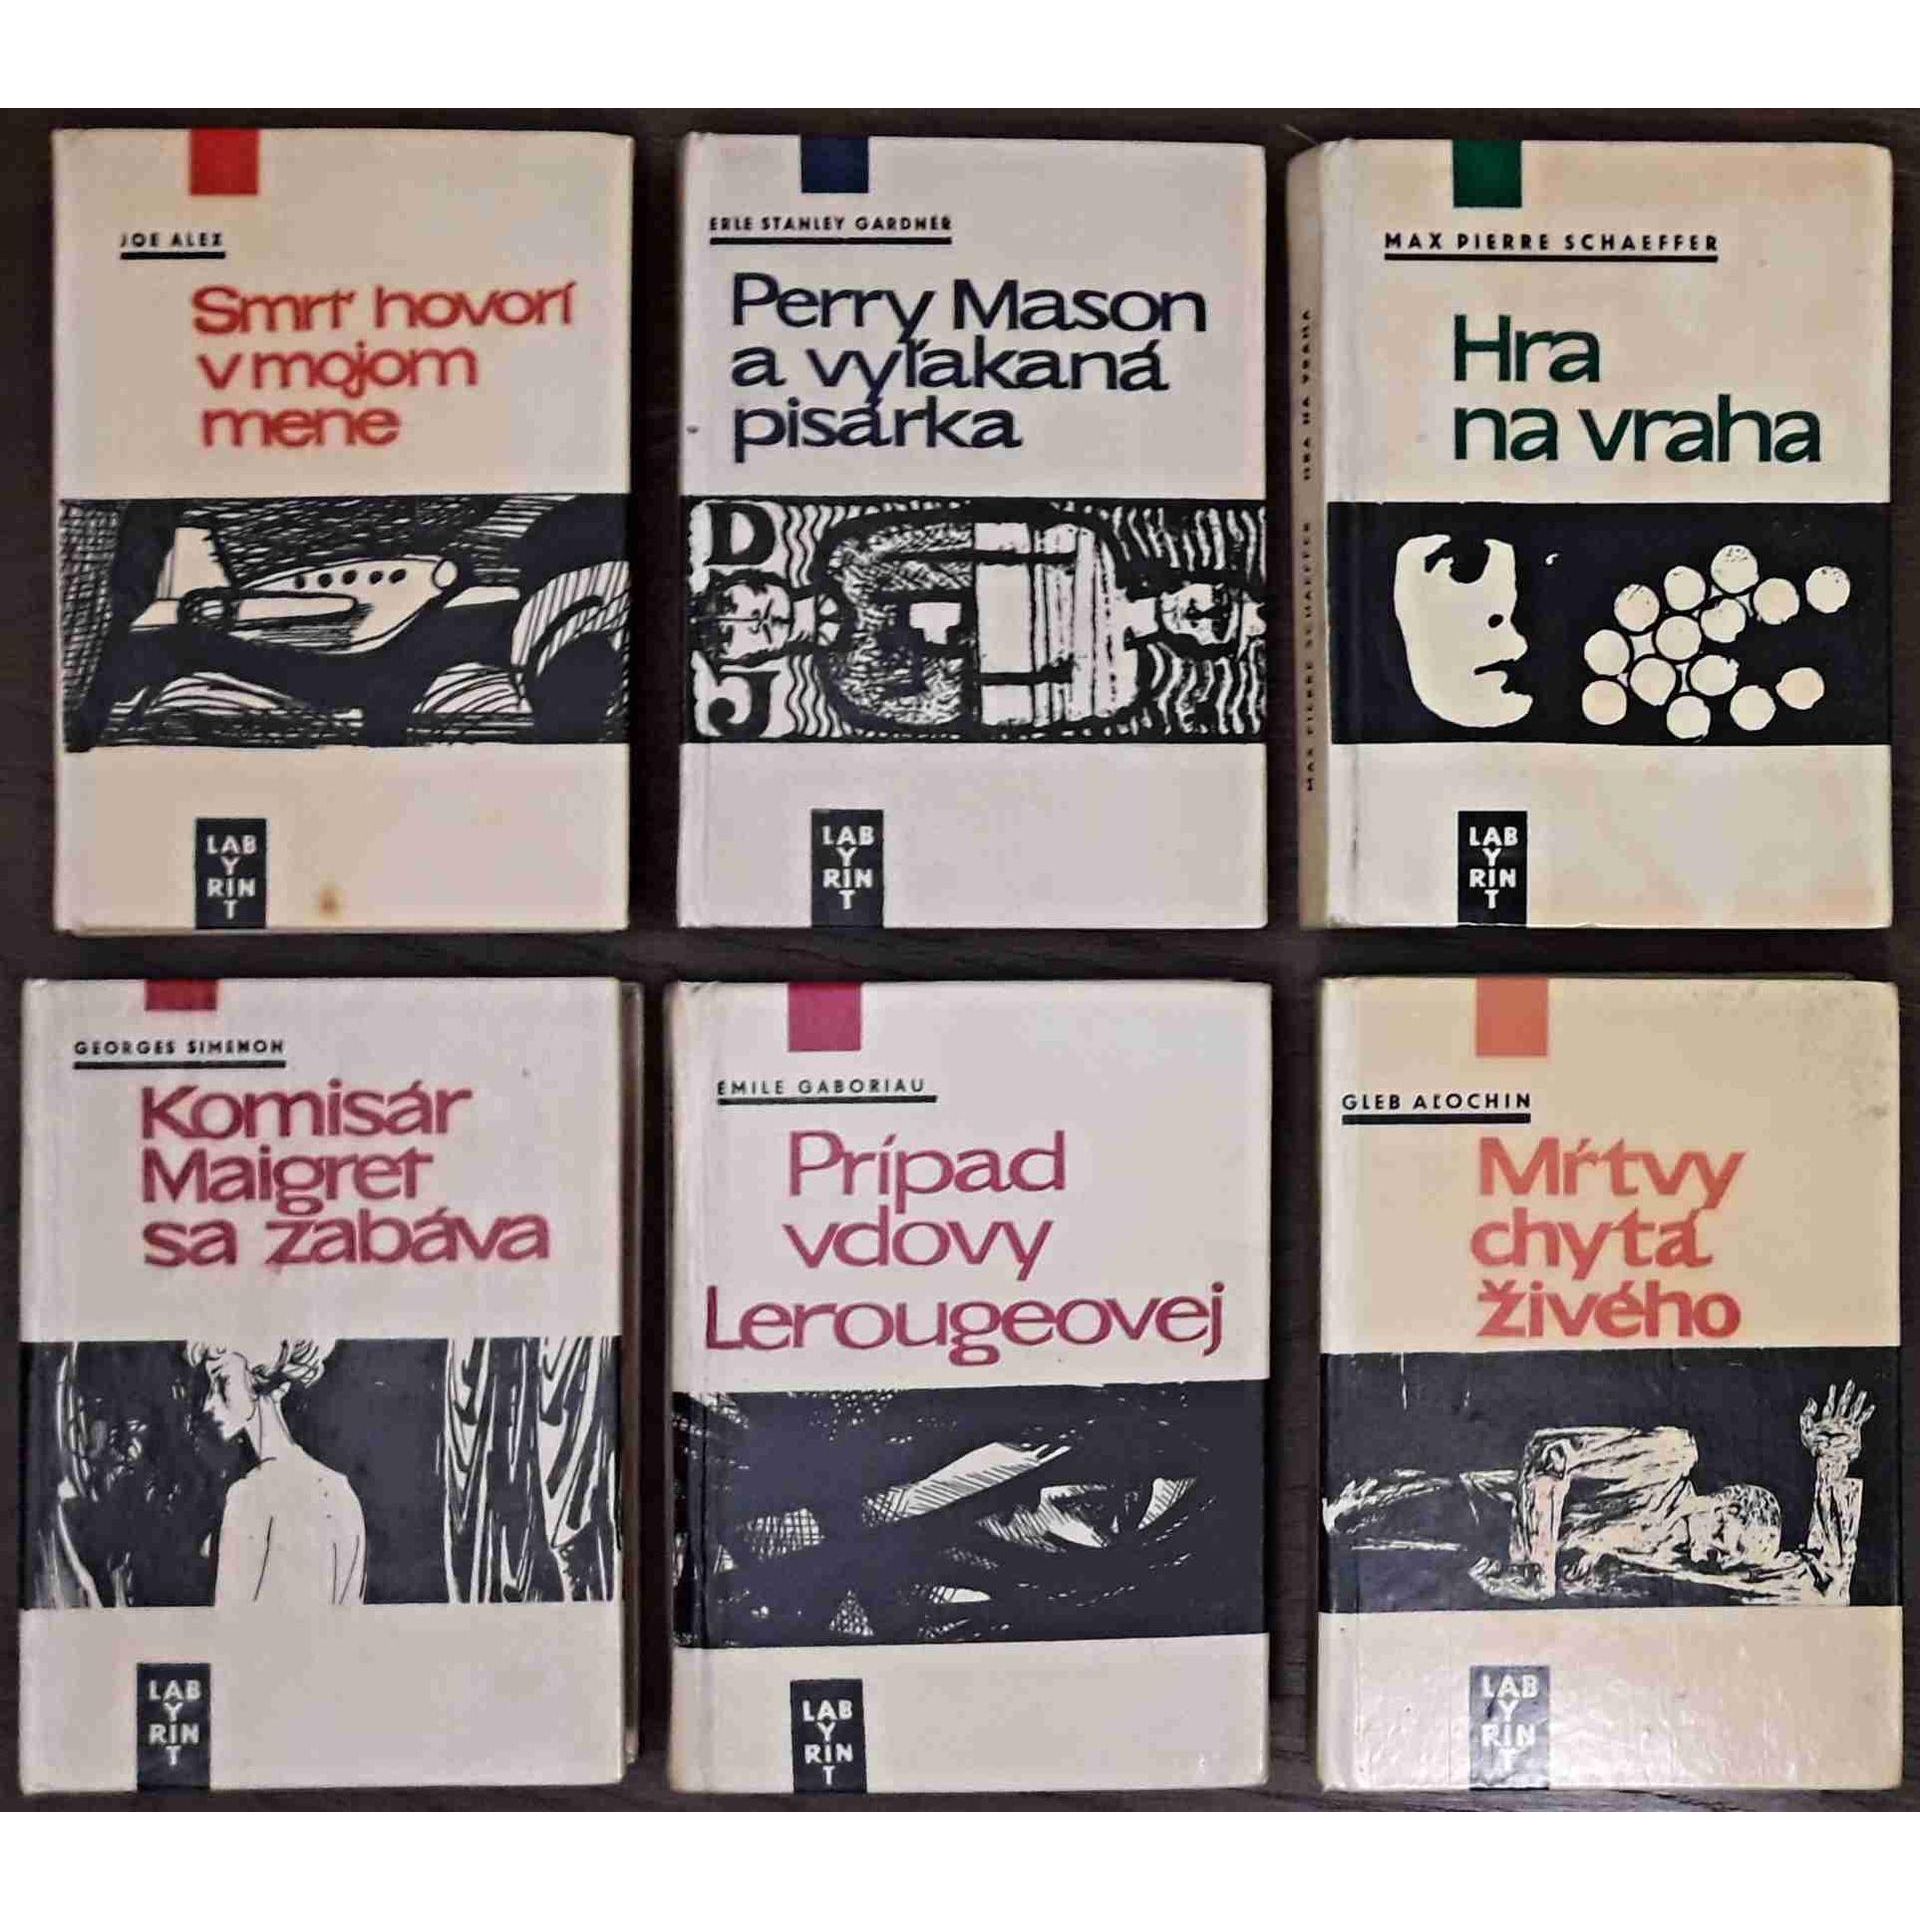 JOE ALEX
Smrť hovorí
v mojom
mene
LAB
Y
RIN
T
ERLE STANLEY GARDNER
Perry Mason
a vyľakaná
pisárka
D
J
LAB
Y
RIN
T
MAX PIERRE SCHAEFFER
Hra
na vraha
MAX PIERRE SCHAEFFER HRA NA VRAHA
LAB
Y
RIN
T
GEORGES SIMENON
Komisár
Maigret
sa zabáva
LAB
Y
RIN
T
ÉMILE GABORIAU
Prípad
vdovy
Lerougeovej
LAB
Y
RIN
T
GLEB AĽOCHIN
Mŕtvy
chytá
živého
LAB
Y
RIN
T